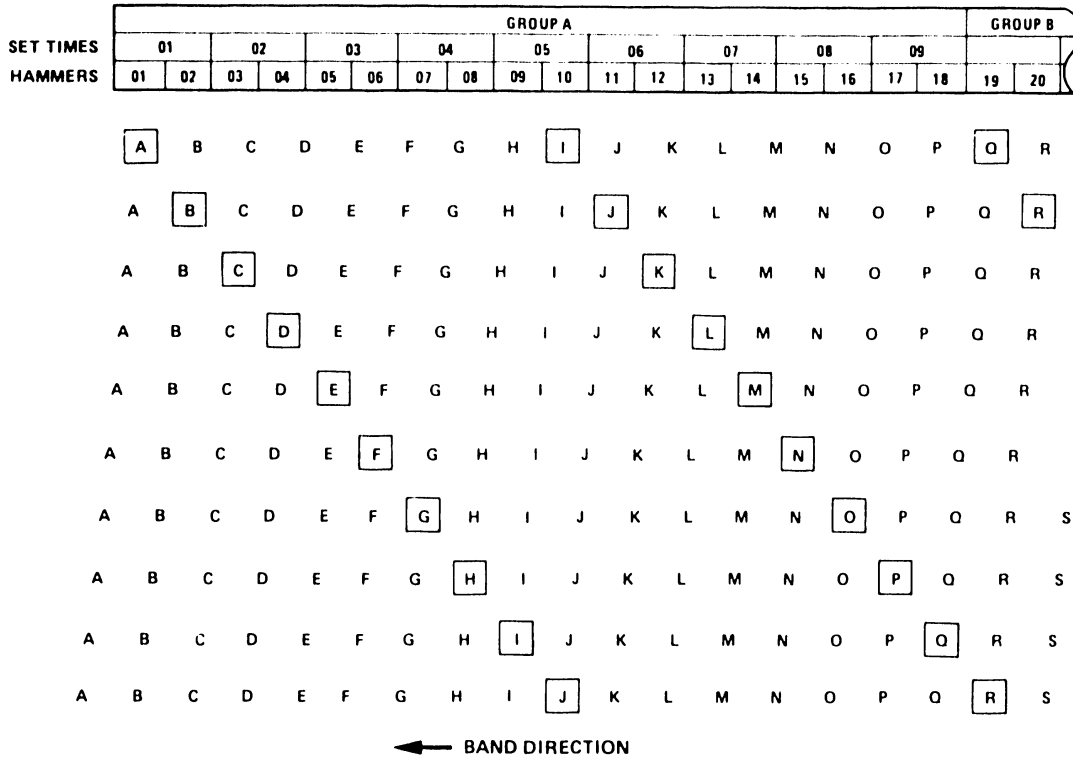 GROUP A GROUP B
SET TIMES 01 02 03 04 05 06 07 08 09
HAMMERS 01 02 03 04 05 06 07 08 09 10 11 12 13 14 15 16 17 18 19 20
A B C D E F G H I J K L M N O P Q R
A B C D E F G H I J K L M N O P Q R
A B C D E F G H I J K L M N O P Q R
A B C D E F G H I J K L M N O P Q R
A B C D E F G H I J K L M N O P Q R
A B C D E F G H I J K L M N O P Q R
A B C D E F G H I J K L M N O P Q R S
A B C D E F G H I J K L M N O P Q R S
A B C D E F G H I J K L M N O P Q R S
A B C D E F G H I J K L M N O P Q R S
BAND DIRECTION